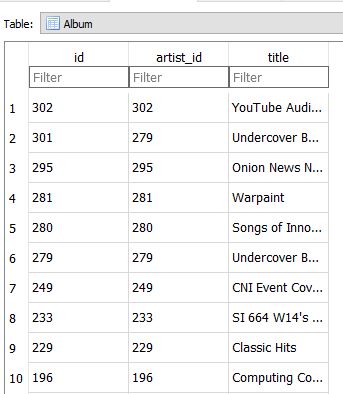 Table: Album
id artist_id title
Filter Filter Filter
1 302 302 YouTube Audi...
2 301 279 Undercover B...
3 295 295 Onion News N...
4 281 281 Warpaint
5 280 280 Songs of Inno...
6 279 279 Undercover B...
7 249 249 CNI Event Cov...
8 233 233 SI 664 W14's ...
9 229 229 Classic Hits
10 196 196 Computing Co...